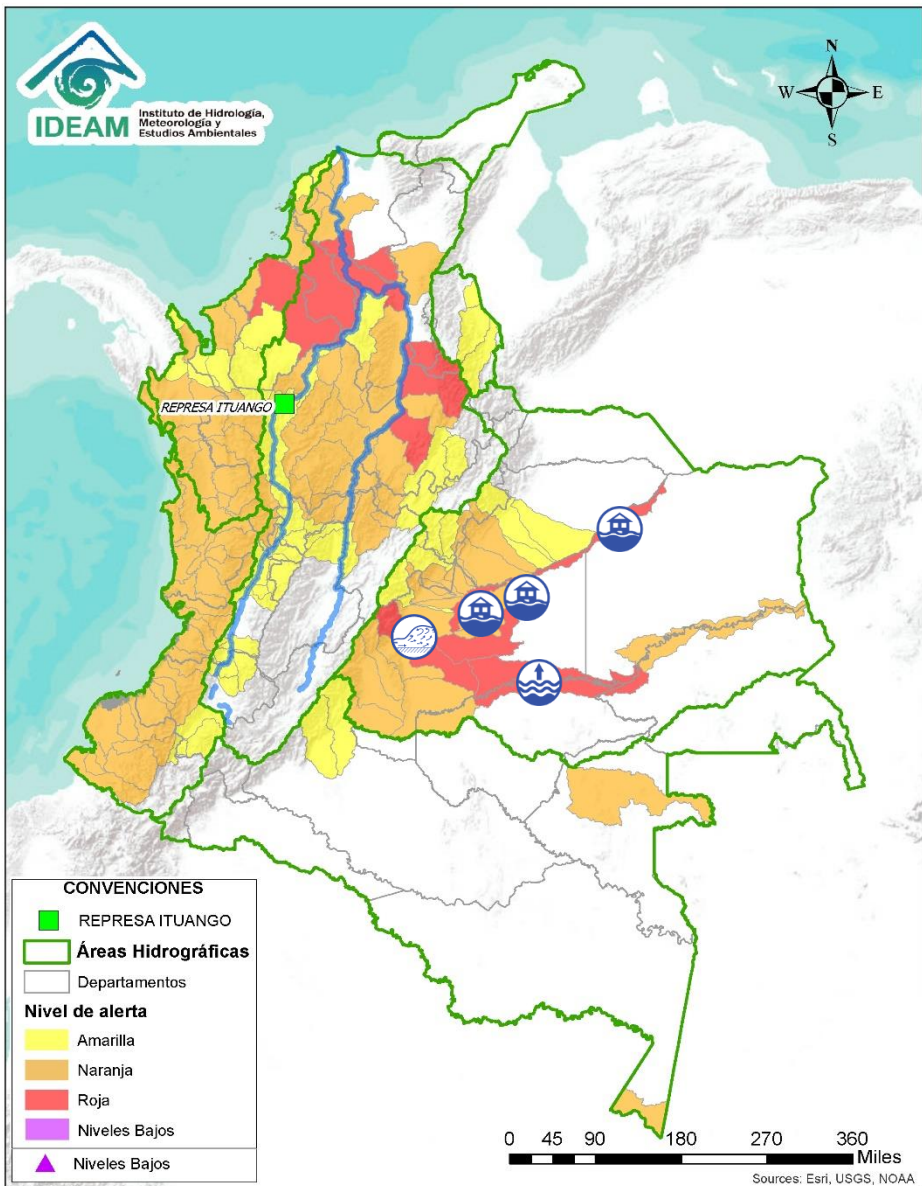 IDEAM
Instituto de Hidrología,
Meteorología y
Estudios Ambientales
N
W
E
S
REPRESA ITUANGO
CONVENCIONES
REPRESA ITUANGO
Áreas Hidrográficas
Departamentos
Nivel de alerta
Amarilla
Naranja
Roja
Niveles Bajos
Niveles Bajos
0 45 90 180 270 360
Miles
Sources: Esri, USGS, NOAA